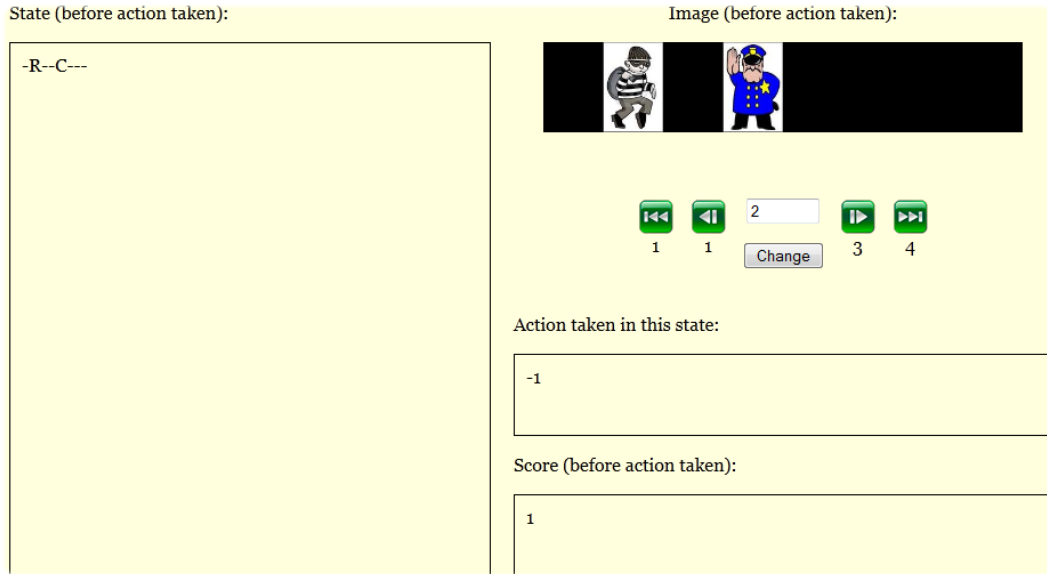 State (before action taken):
-R--C---
Image (before action taken):
2
1 1 Change 3 4
Action taken in this state:
-1
Score (before action taken):
1